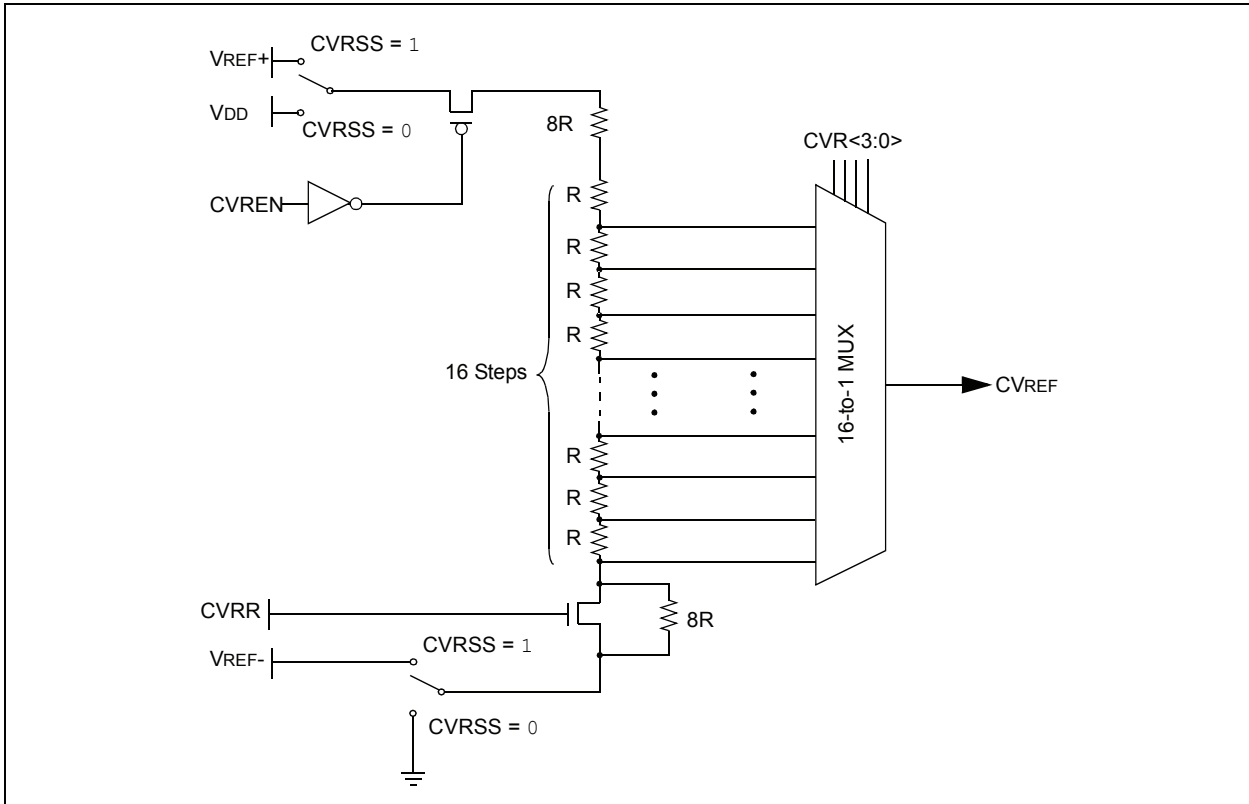 CVRSS = 1
VREF+
VDD
CVRSS = 0
8R
CVR<3:0>
CVREN
R
R
R
R
16 Steps
16-to-1 MUX
CVREF
R
R
R
CVRR
8R
CVRSS = 1
VREF-
CVRSS = 0